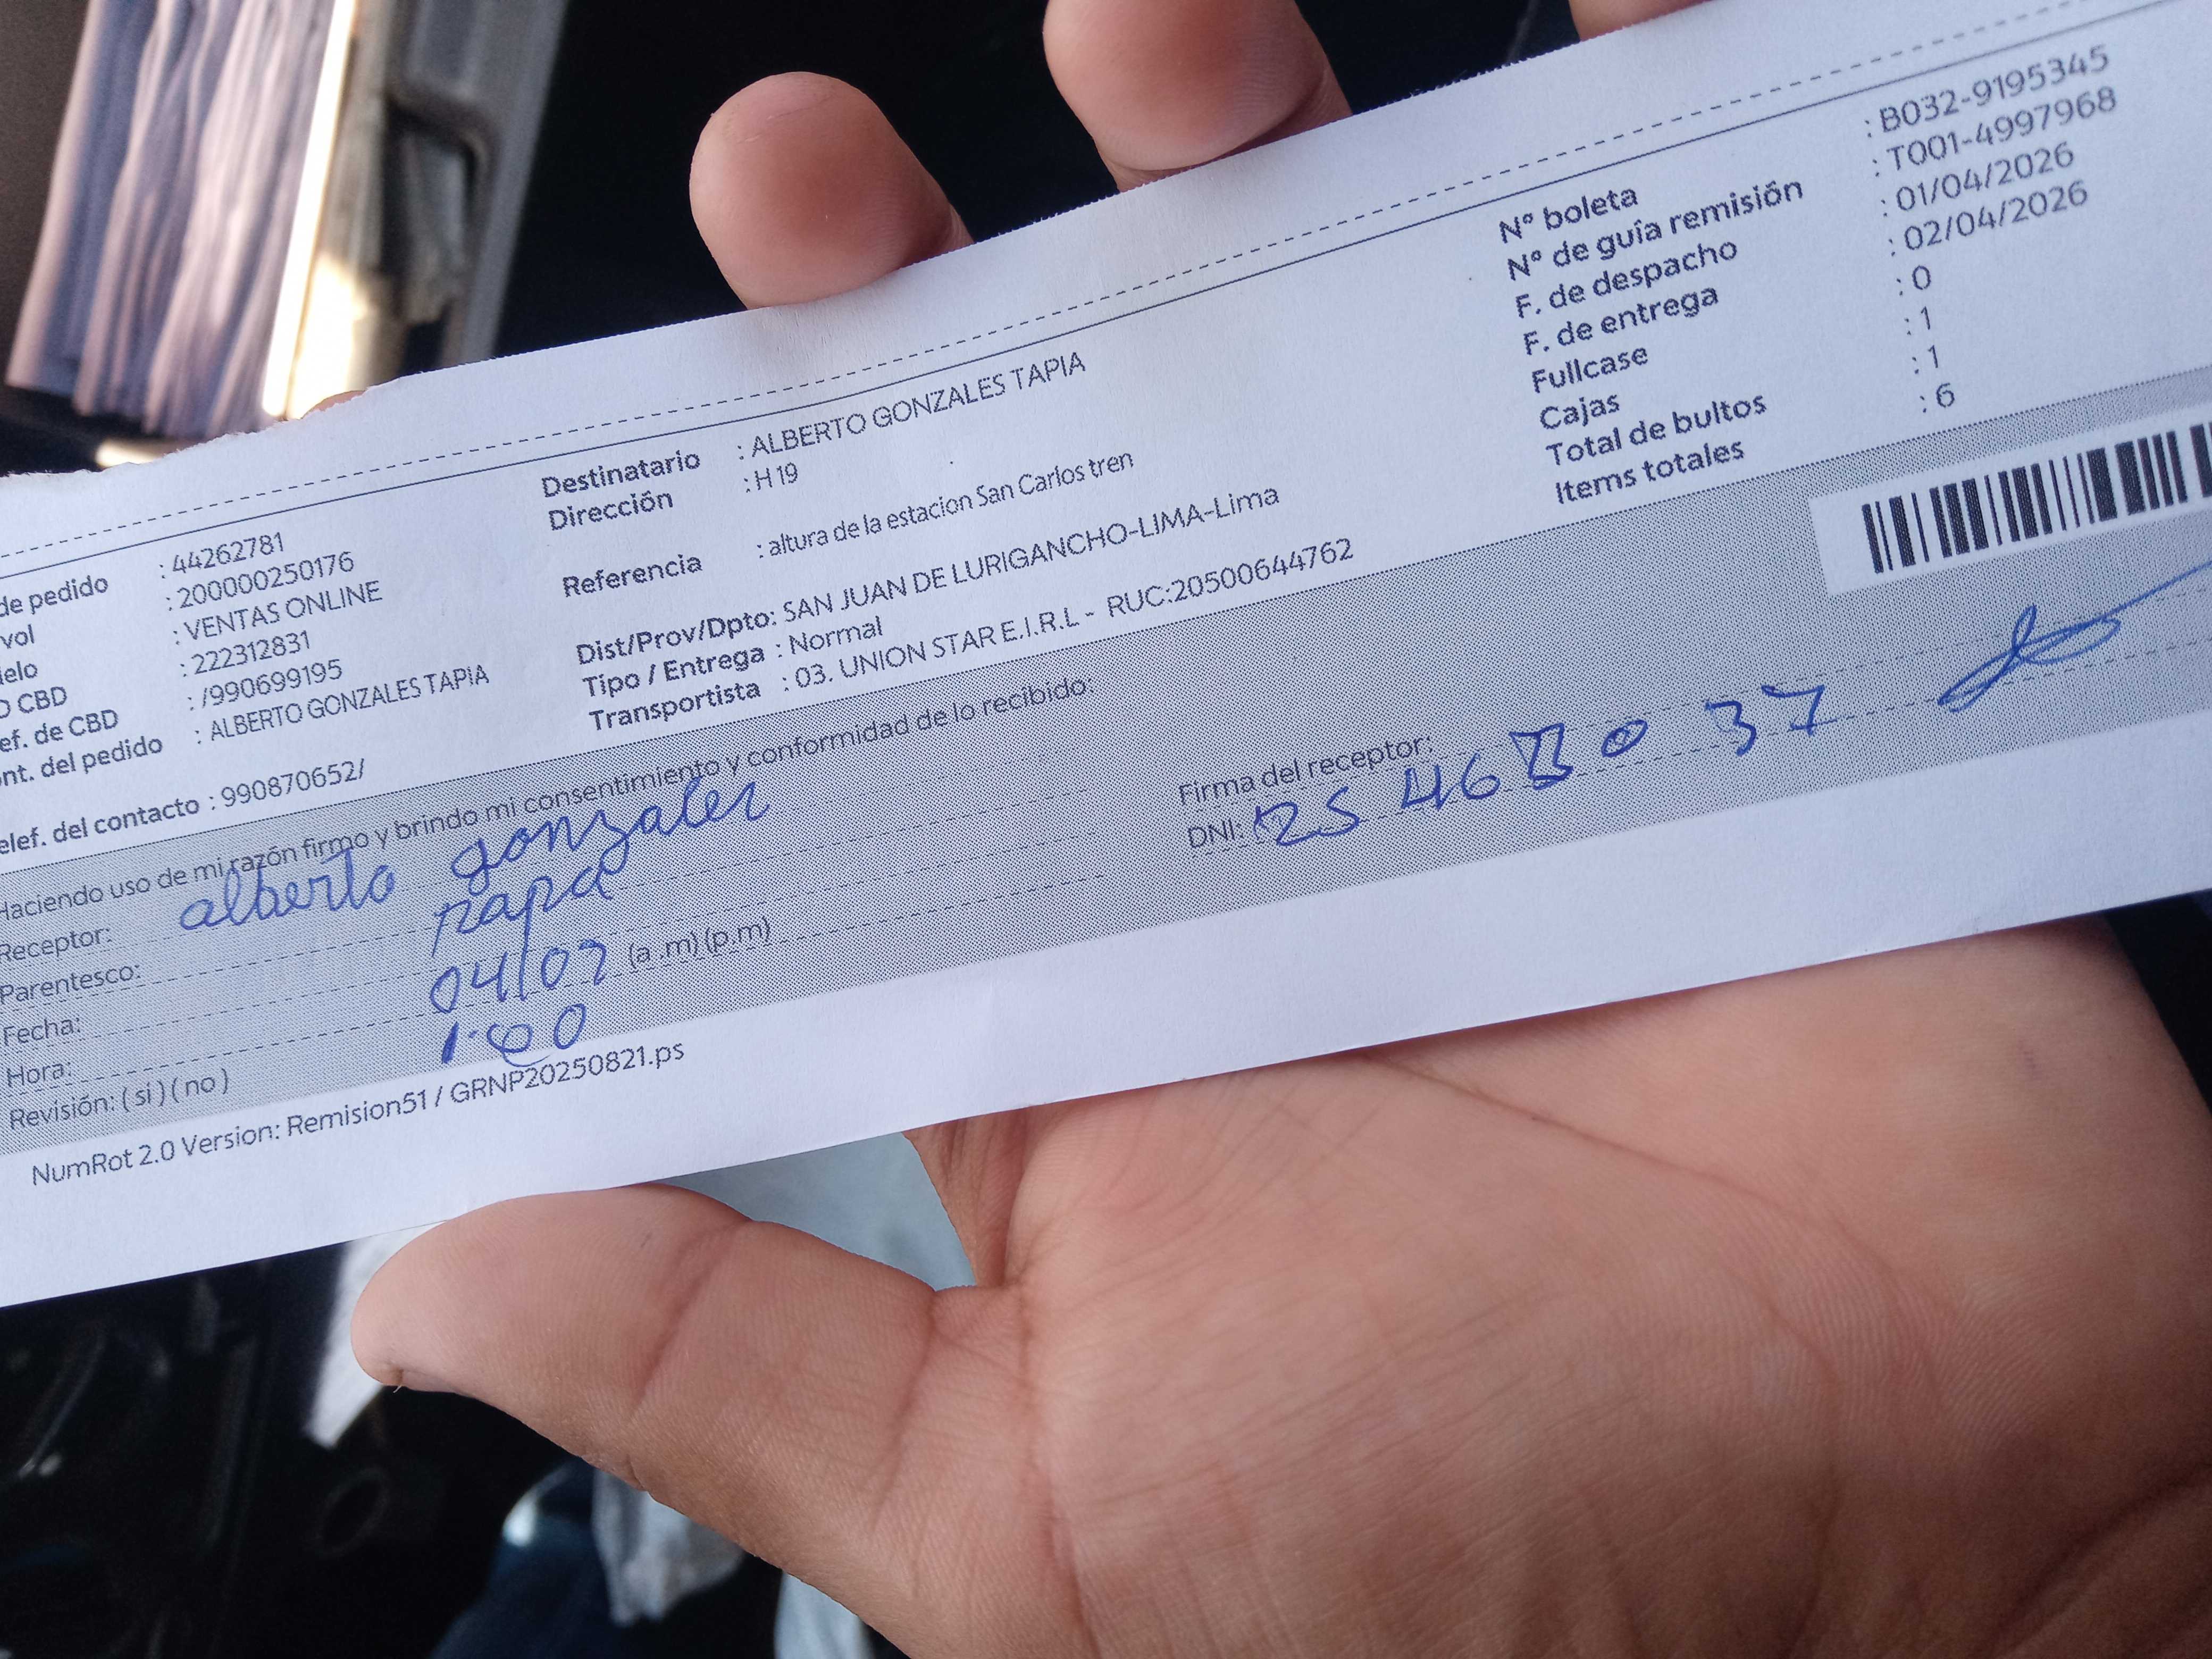 de pedido : 44262781
vol : 200000250176
elo : VENTAS ONLINE
O CBD : 222312831
ef. de CBD : /990699195
nt. del pedido : ALBERTO GONZALES TAPIA
elef. del contacto : 990870652/
Destinatario : ALBERTO GONZALES TAPIA
Dirección : H 19
Referencia : altura de la estacion San Carlos tren
Dist/Prov/Dpto: SAN JUAN DE LURIGANCHO-LIMA-Lima
Tipo / Entrega : Normal
Transportista : 03. UNION STAR E.I.R.L - RUC:20500644762
N° boleta : B032-9195345
N° de guía remisión : T001-4997968
F. de despacho : 01/04/2026
F. de entrega : 02/04/2026
Fullcase : 0
Cajas : 1
Total de bultos : 1
Items totales : 6
Haciendo uso de mi razón firmo y brindo mi consentimiento y conformidad de lo recibido:
Receptor: alberto gonzales
Parentesco: papa
Fecha: 04/02 (a .m) (p.m)
Hora:
Revisión: ( si ) ( no )
Firma del receptor:
DNI:
NumRot 2.0 Version: Remision51 / GRNP20250821.ps